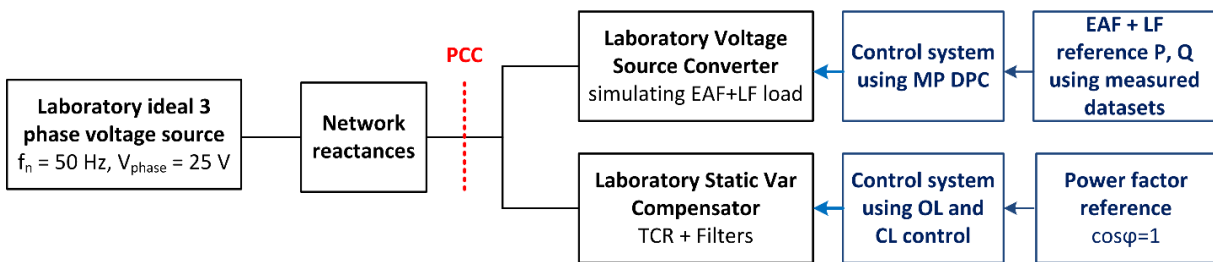 Laboratory ideal 3
phase voltage source
fₙ = 50 Hz, Vₚₕₐₛₑ = 25 V
Network
reactances
PCC
Laboratory Voltage
Source Converter
simulating EAF+LF load
Control system
using MP DPC
EAF + LF
reference P, Q
using measured
datasets
Laboratory Static Var
Compensator
TCR + Filters
Control system
using OL and
CL control
Power factor
reference
cosφ=1